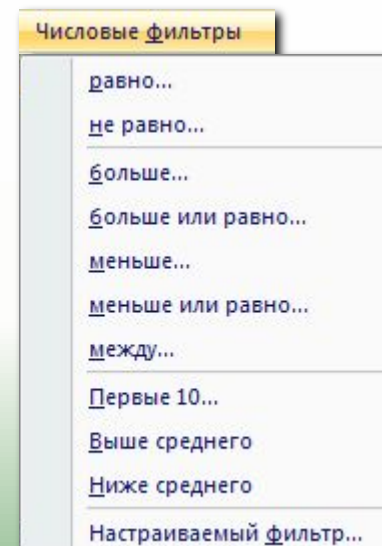 Числовые фильтры
равно...
не равно...
больше...
больше или равно...
меньше...
меньше или равно...
между...
Первые 10...
Выше среднего
Ниже среднего
Настраиваемый фильтр...